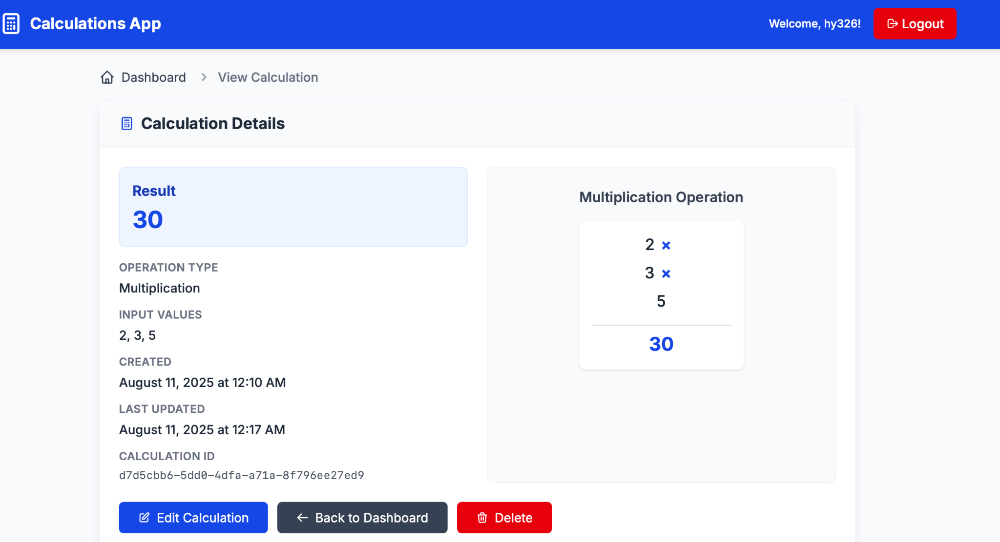 Calculations App
Welcome, hy326!
Logout
Dashboard > View Calculation
Calculation Details
Result
30
OPERATION TYPE
Multiplication
INPUT VALUES
2, 3, 5
CREATED
August 11, 2025 at 12:10 AM
LAST UPDATED
August 11, 2025 at 12:17 AM
CALCULATION ID
d7d5cbb6-5dd0-4dfa-a71a-8f796ee27ed9
Multiplication Operation
2 ×
3 ×
5
30
Edit Calculation
Back to Dashboard
Delete